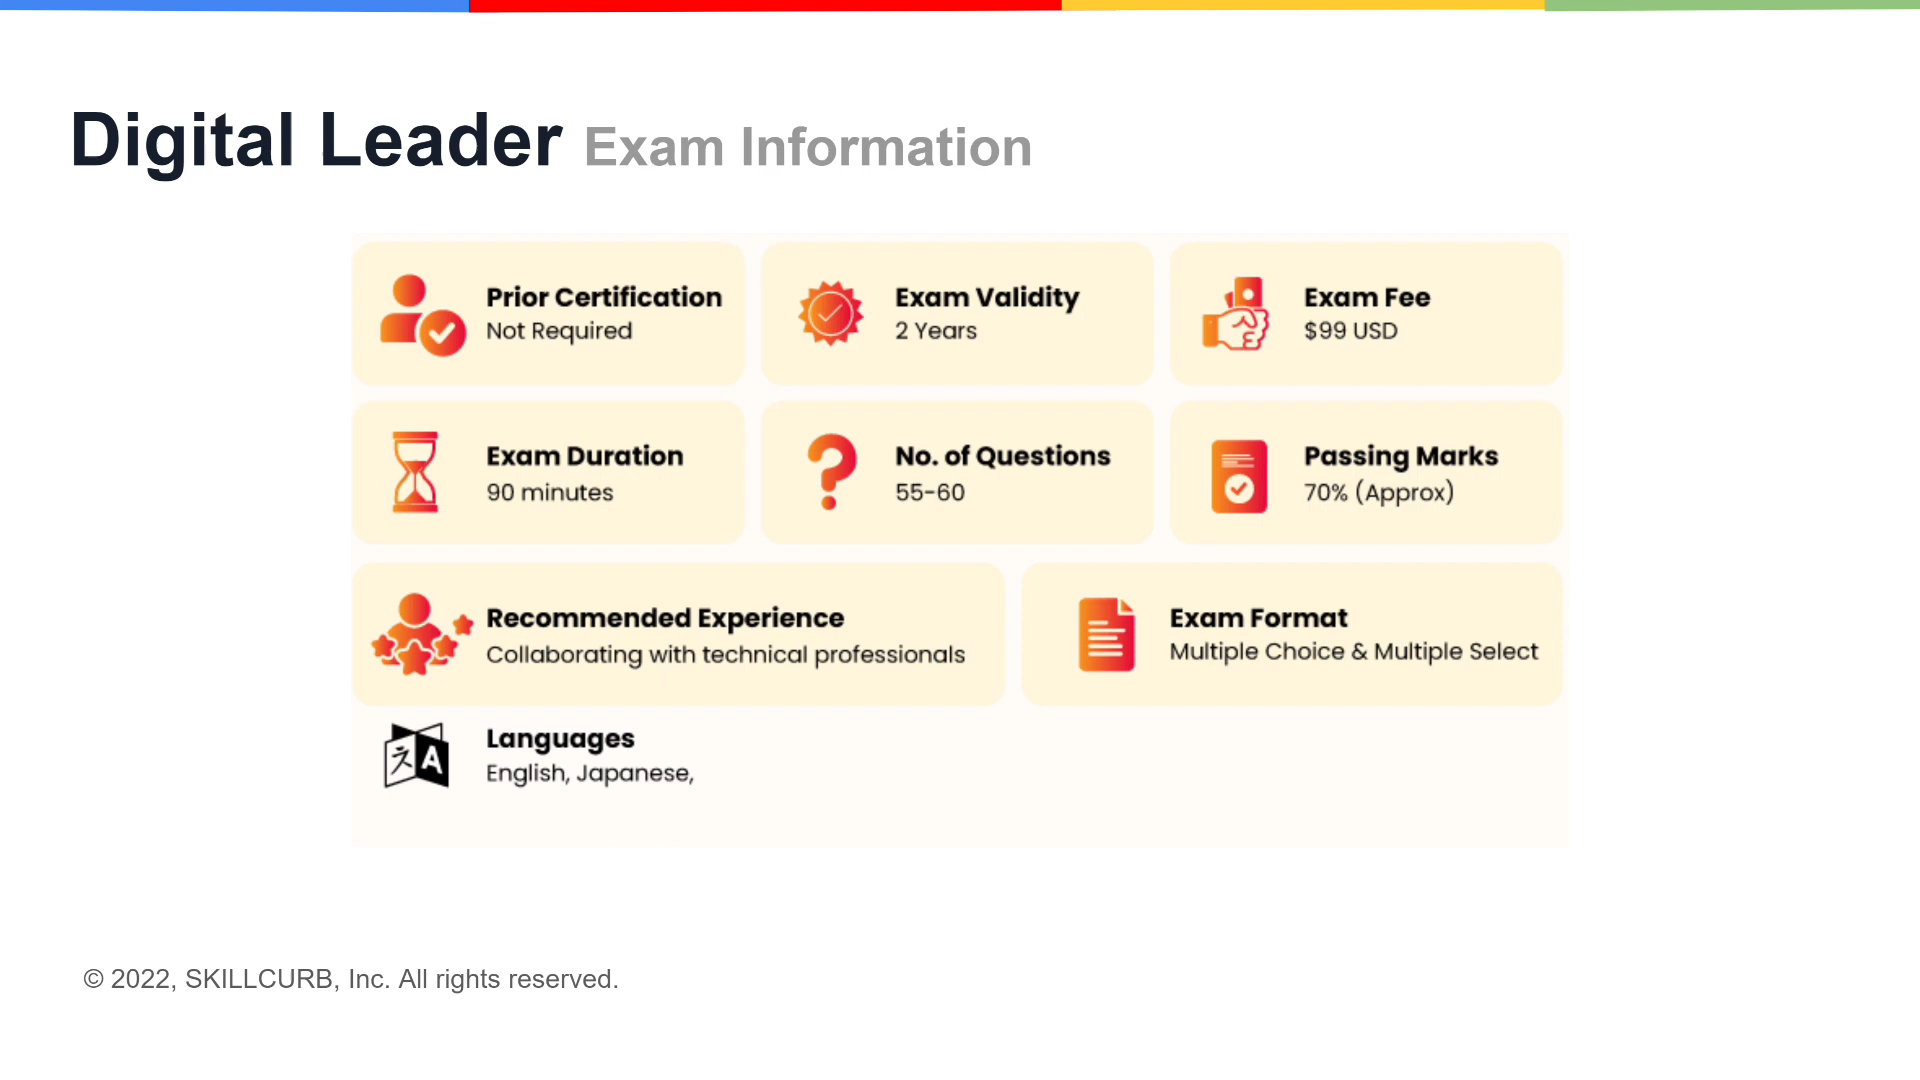 Digital Leader Exam Information
Prior Certification
Not Required
Exam Validity
2 Years
Exam Fee
$99 USD
Exam Duration
90 minutes
No. of Questions
55-60
Passing Marks
70% (Approx)
Recommended Experience
Collaborating with technical professionals
Exam Format
Multiple Choice & Multiple Select
Languages
English, Japanese,
© 2022, SKILLCURB, Inc. All rights reserved.